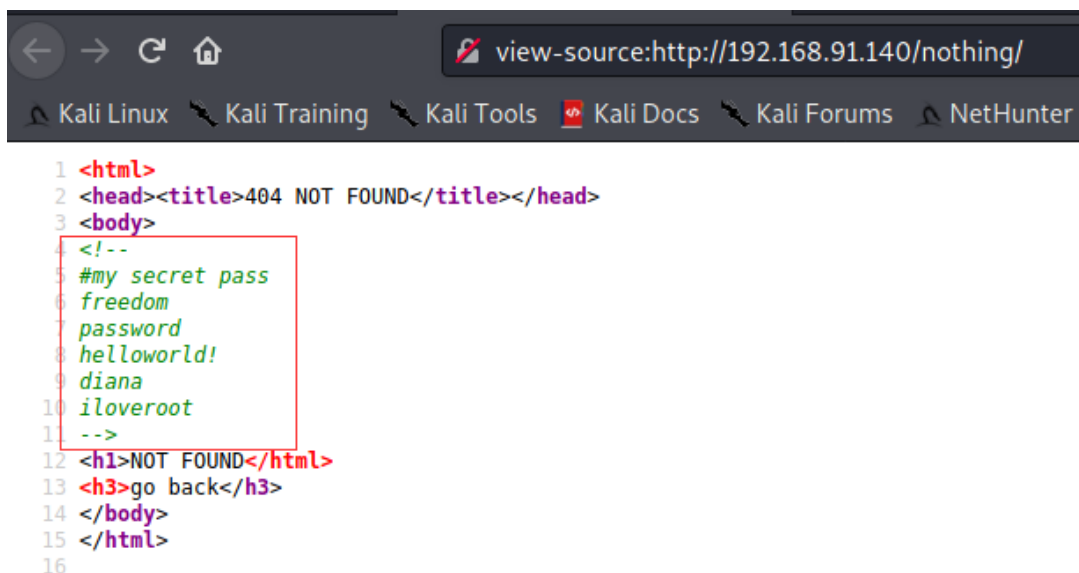 view-source:http://192.168.91.140/nothing/
Kali Linux Kali Training Kali Tools Kali Docs Kali Forums NetHunter
1 <html>
2 <head><title>404 NOT FOUND</title></head>
3 <body>
4 <!--
5 #my secret pass
6 freedom
7 password
8 helloworld!
9 diana
10 iloveroot
11 -->
12 <h1>NOT FOUND</html>
13 <h3>go back</h3>
14 </body>
15 </html>
16